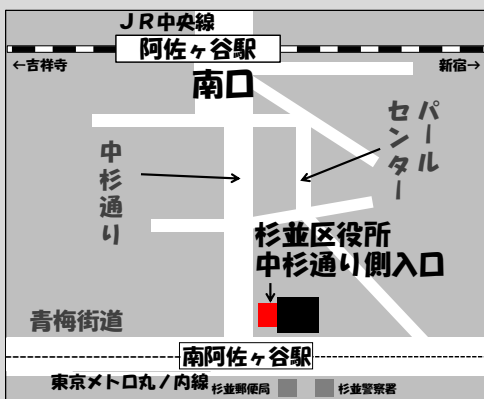 JR中央線
阿佐ヶ谷駅
←吉祥寺
新宿→
南口
パール
センター
中杉通り
杉並区役所
中杉通り側入口
青梅街道
南阿佐ヶ谷駅
東京メトロ丸ノ内線
杉並郵便局
杉並警察署